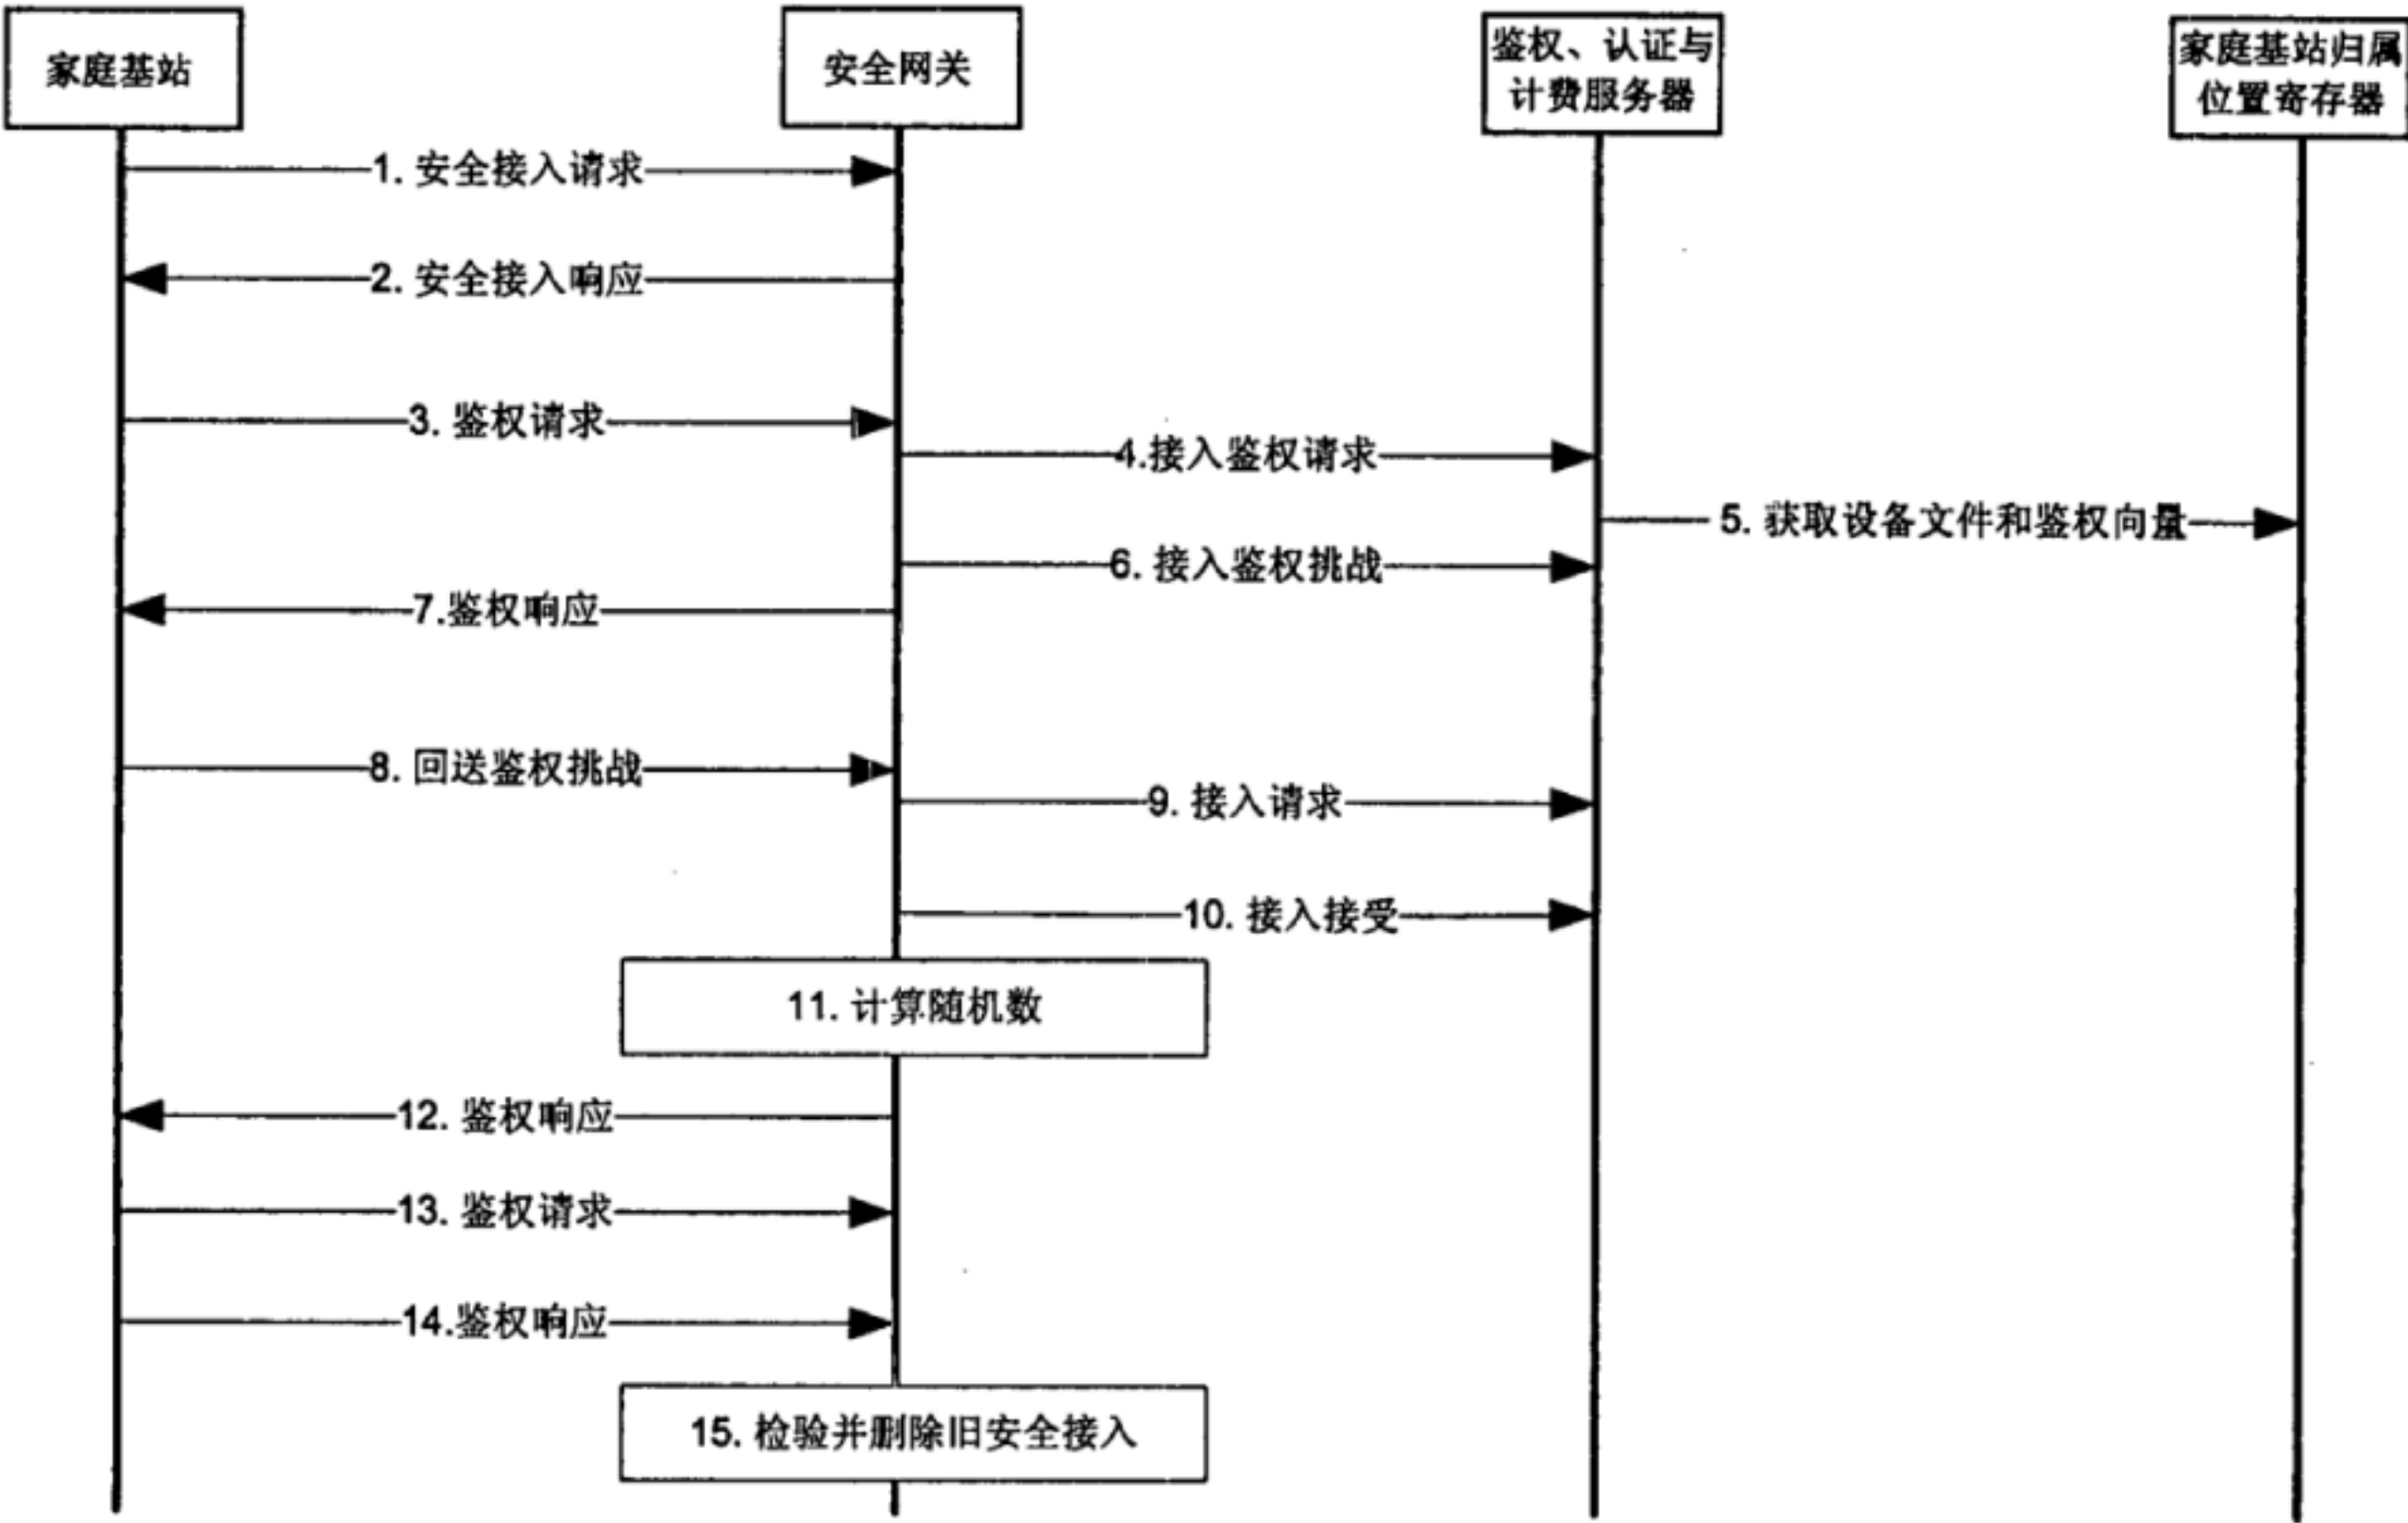 家庭基站
安全网关
鉴权、认证与
计费服务器
家庭基站归属
位置寄存器
1. 安全接入请求
2. 安全接入响应
3. 鉴权请求
4.接入鉴权请求
5. 获取设备文件和鉴权向量
6. 接入鉴权挑战
7.鉴权响应
8. 回送鉴权挑战
9. 接入请求
10. 接入接受
11. 计算随机数
12. 鉴权响应
13. 鉴权请求
14.鉴权响应
15. 检验并删除旧安全接入